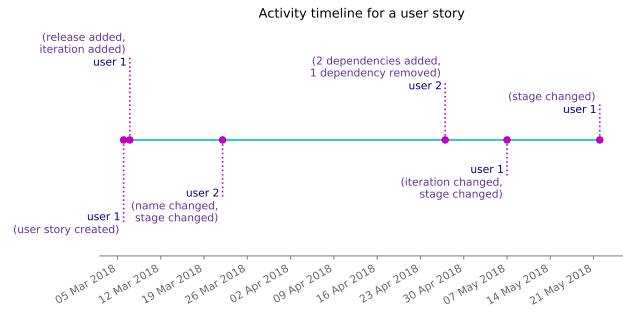 Activity timeline for a user story
(release added,
iteration added)
user 1
(2 dependencies added,
1 dependency removed)
user 2
(stage changed)
user 1
user 1
(iteration changed,
stage changed)
user 2
(name changed,
stage changed)
user 1
(user story created)
05 Mar 2018
12 Mar 2018
19 Mar 2018
26 Mar 2018
02 Apr 2018
09 Apr 2018
16 Apr 2018
23 Apr 2018
30 Apr 2018
07 May 2018
14 May 2018
21 May 2018